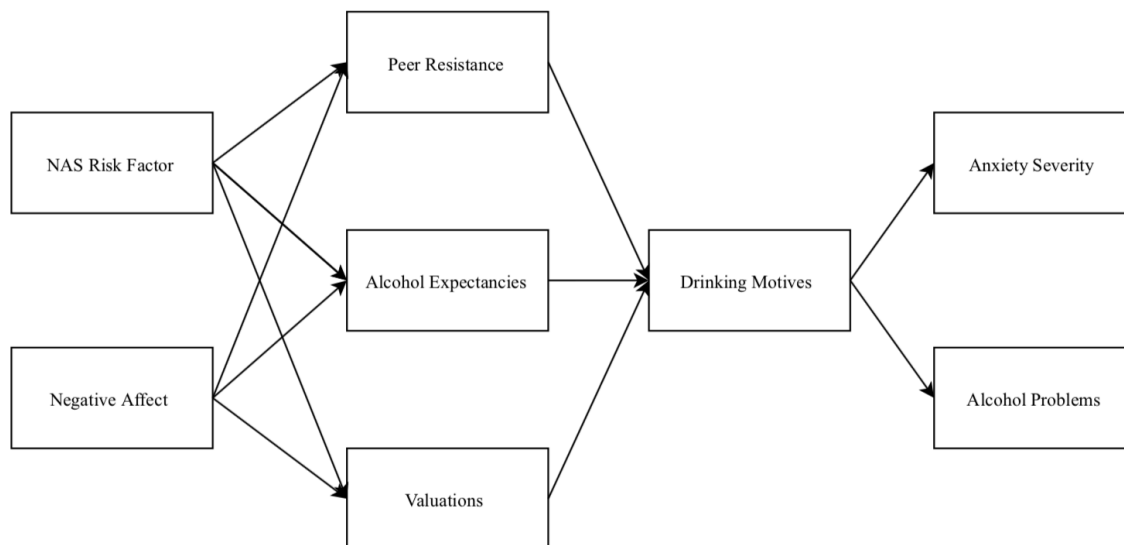 Peer Resistance
NAS Risk Factor
Anxiety Severity
Alcohol Expectancies
Drinking Motives
Negative Affect
Alcohol Problems
Valuations